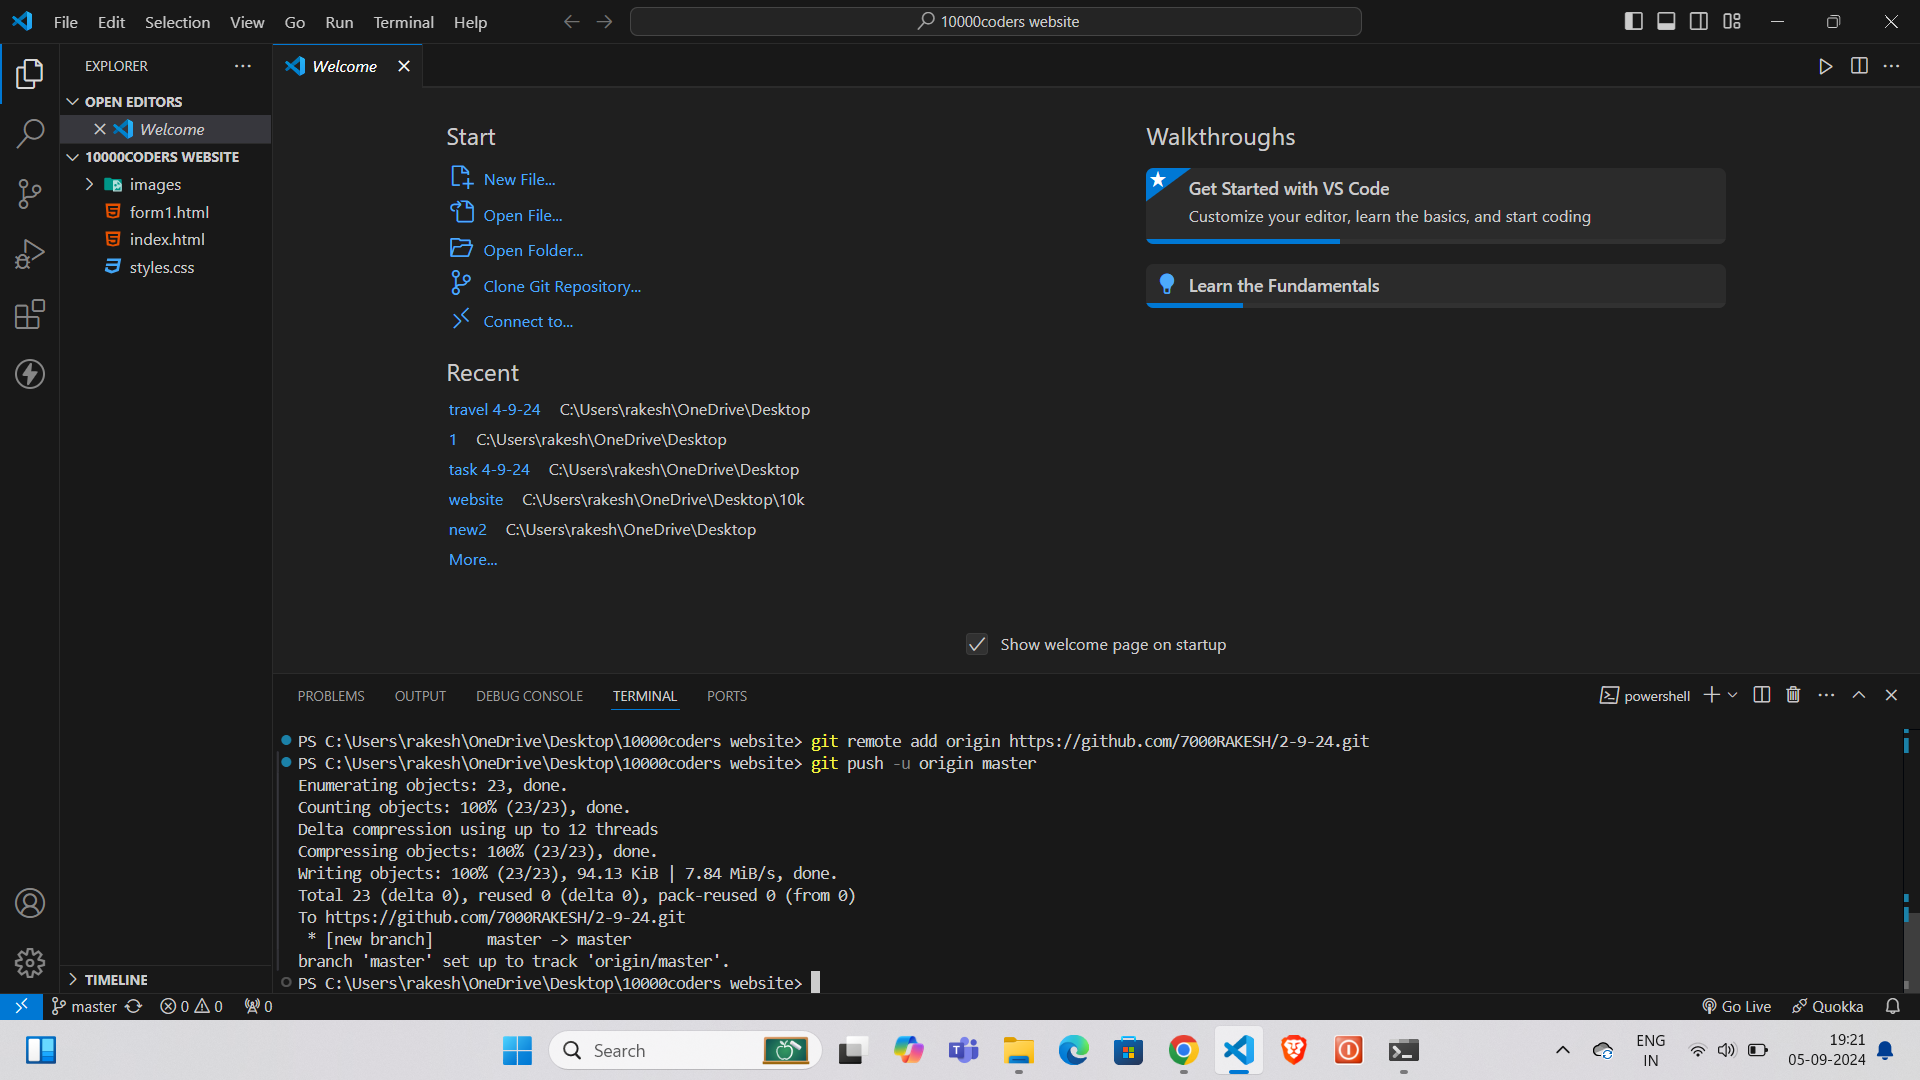 File Edit Selection View Go Run Terminal Help
10000coders website
EXPLORER
OPEN EDITORS
Welcome
10000CODERS WEBSITE
images
form1.html
index.html
styles.css
TIMELINE
Welcome
Start
New File...
Open File...
Open Folder...
Clone Git Repository...
Connect to...
Recent
travel 4-9-24 C:\Users\rakesh\OneDrive\Desktop
1 C:\Users\rakesh\OneDrive\Desktop
task 4-9-24 C:\Users\rakesh\OneDrive\Desktop
website C:\Users\rakesh\OneDrive\Desktop\10k
new2 C:\Users\rakesh\OneDrive\Desktop
More...
Walkthroughs
Get Started with VS Code
Customize your editor, learn the basics, and start coding
Learn the Fundamentals
Show welcome page on startup
PROBLEMS OUTPUT DEBUG CONSOLE TERMINAL PORTS
powershell
PS C:\Users\rakesh\OneDrive\Desktop\10000coders website> git remote add origin https://github.com/7000RAKESH/2-9-24.git
PS C:\Users\rakesh\OneDrive\Desktop\10000coders website> git push -u origin master
Enumerating objects: 23, done.
Counting objects: 100% (23/23), done.
Delta compression using up to 12 threads
Compressing objects: 100% (23/23), done.
Writing objects: 100% (23/23), 94.13 KiB | 7.84 MiB/s, done.
Total 23 (delta 0), reused 0 (delta 0), pack-reused 0 (from 0)
To https://github.com/7000RAKESH/2-9-24.git
* [new branch] master -> master
branch 'master' set up to track 'origin/master'.
PS C:\Users\rakesh\OneDrive\Desktop\10000coders website>
master 0 0 0
Go Live Quokka
Search
ENG
IN
19:21
05-09-2024